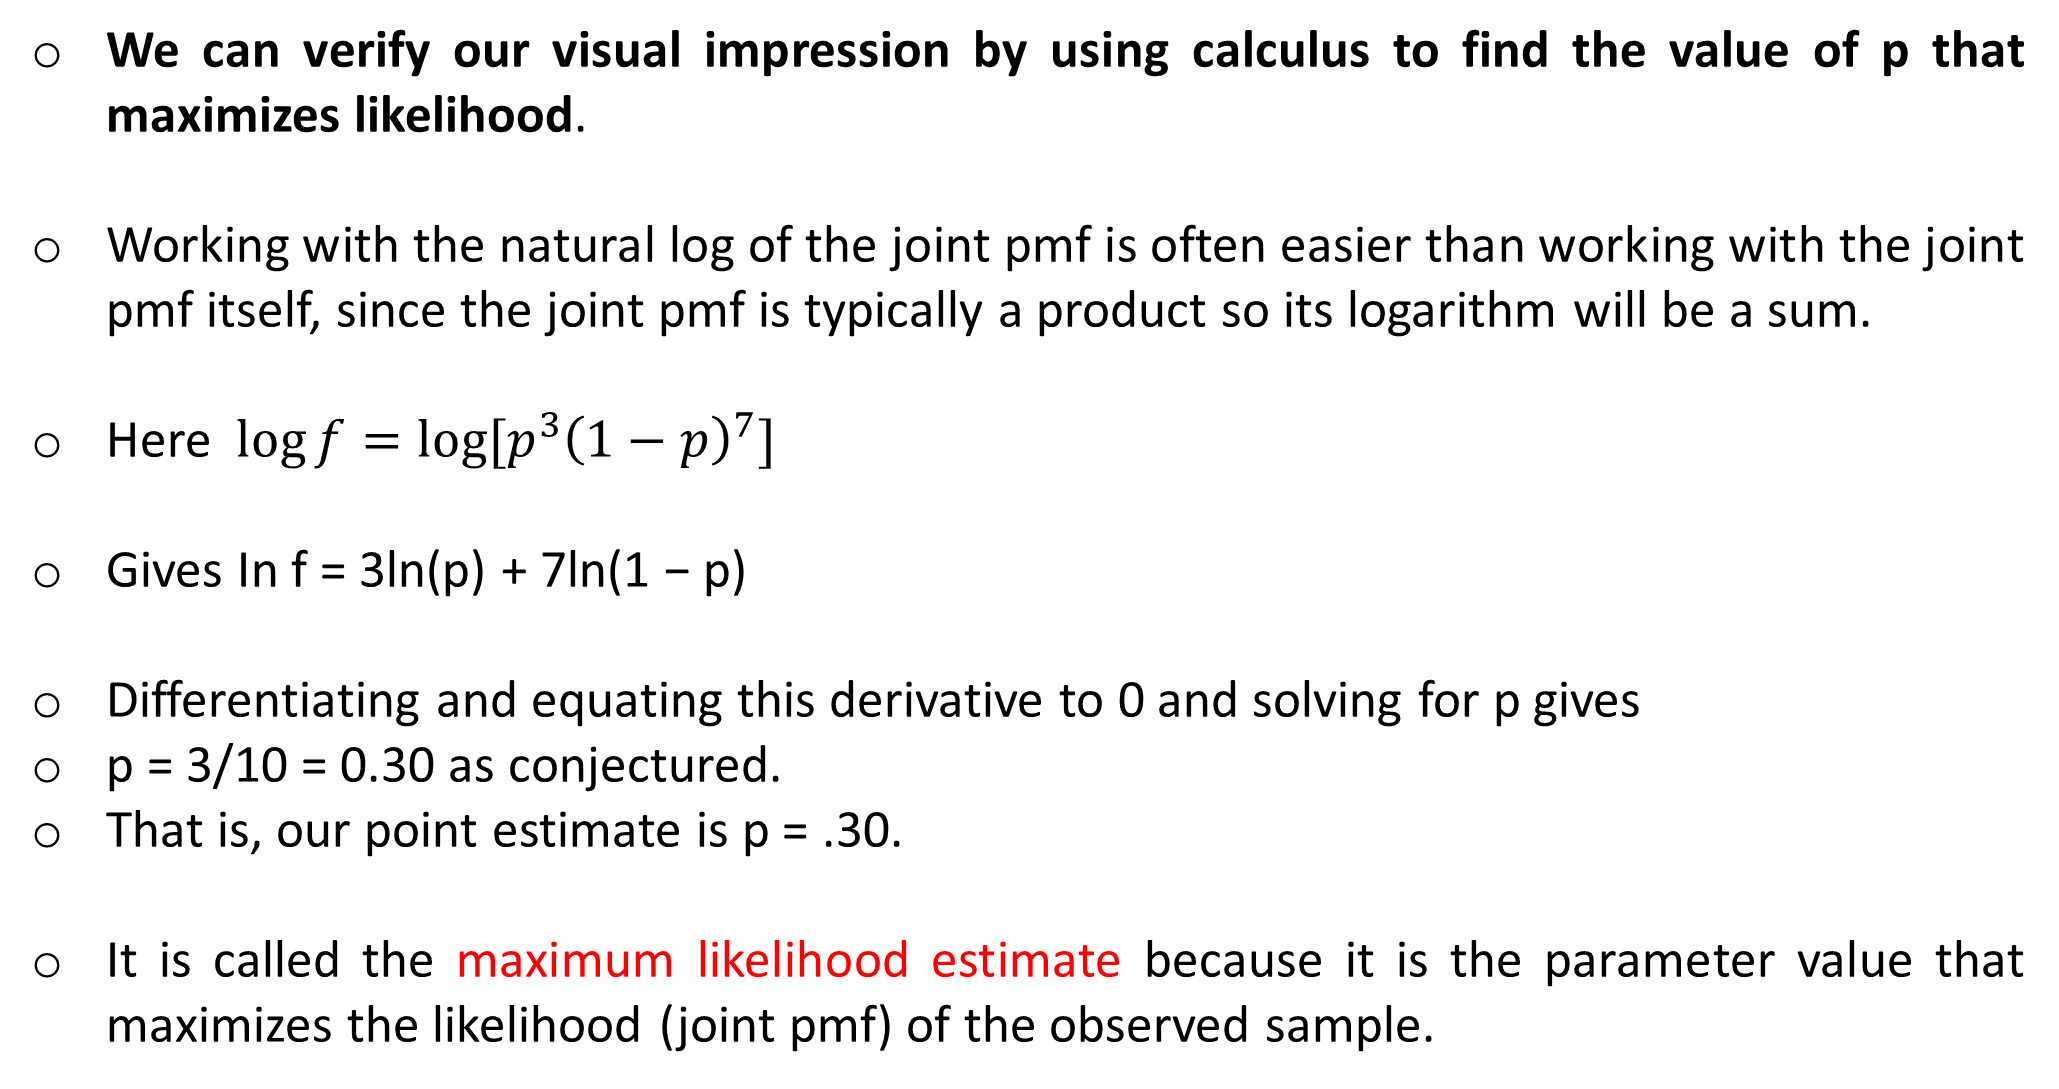 ○ We can verify our visual impression by using calculus to find the value of p that
maximizes likelihood.
○ Working with the natural log of the joint pmf is often easier than working with the joint
pmf itself, since the joint pmf is typically a product so its logarithm will be a sum.
○ Here log f = log[p³(1 − p)⁷]
○ Gives In f = 3ln(p) + 7ln(1 − p)
○ Differentiating and equating this derivative to 0 and solving for p gives
○ p = 3/10 = 0.30 as conjectured.
○ That is, our point estimate is p = .30.
○ It is called the maximum likelihood estimate because it is the parameter value that
maximizes the likelihood (joint pmf) of the observed sample.